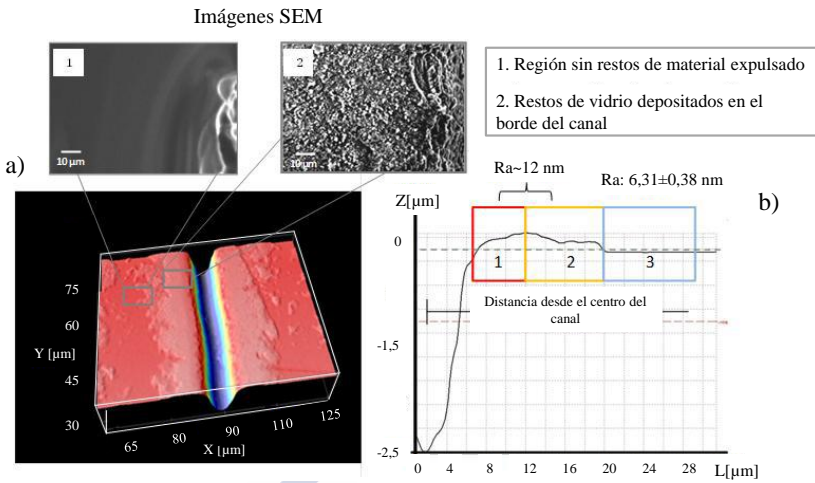 Imágenes SEM
1
10 µm
2
10 µm
1. Región sin restos de material expulsado
2. Restos de vidrio depositados en el
borde del canal
a)
75
60
Y [µm]
45
30
65
80
X [µm]
90
110
125
Ra~12 nm
Ra: 6,31±0,38 nm
b)
Z[µm]
0
-1,5
-2,5
1
2
3
Distancia desde el centro del
canal
0 4 8 12 16 20 24 28 L[µm]